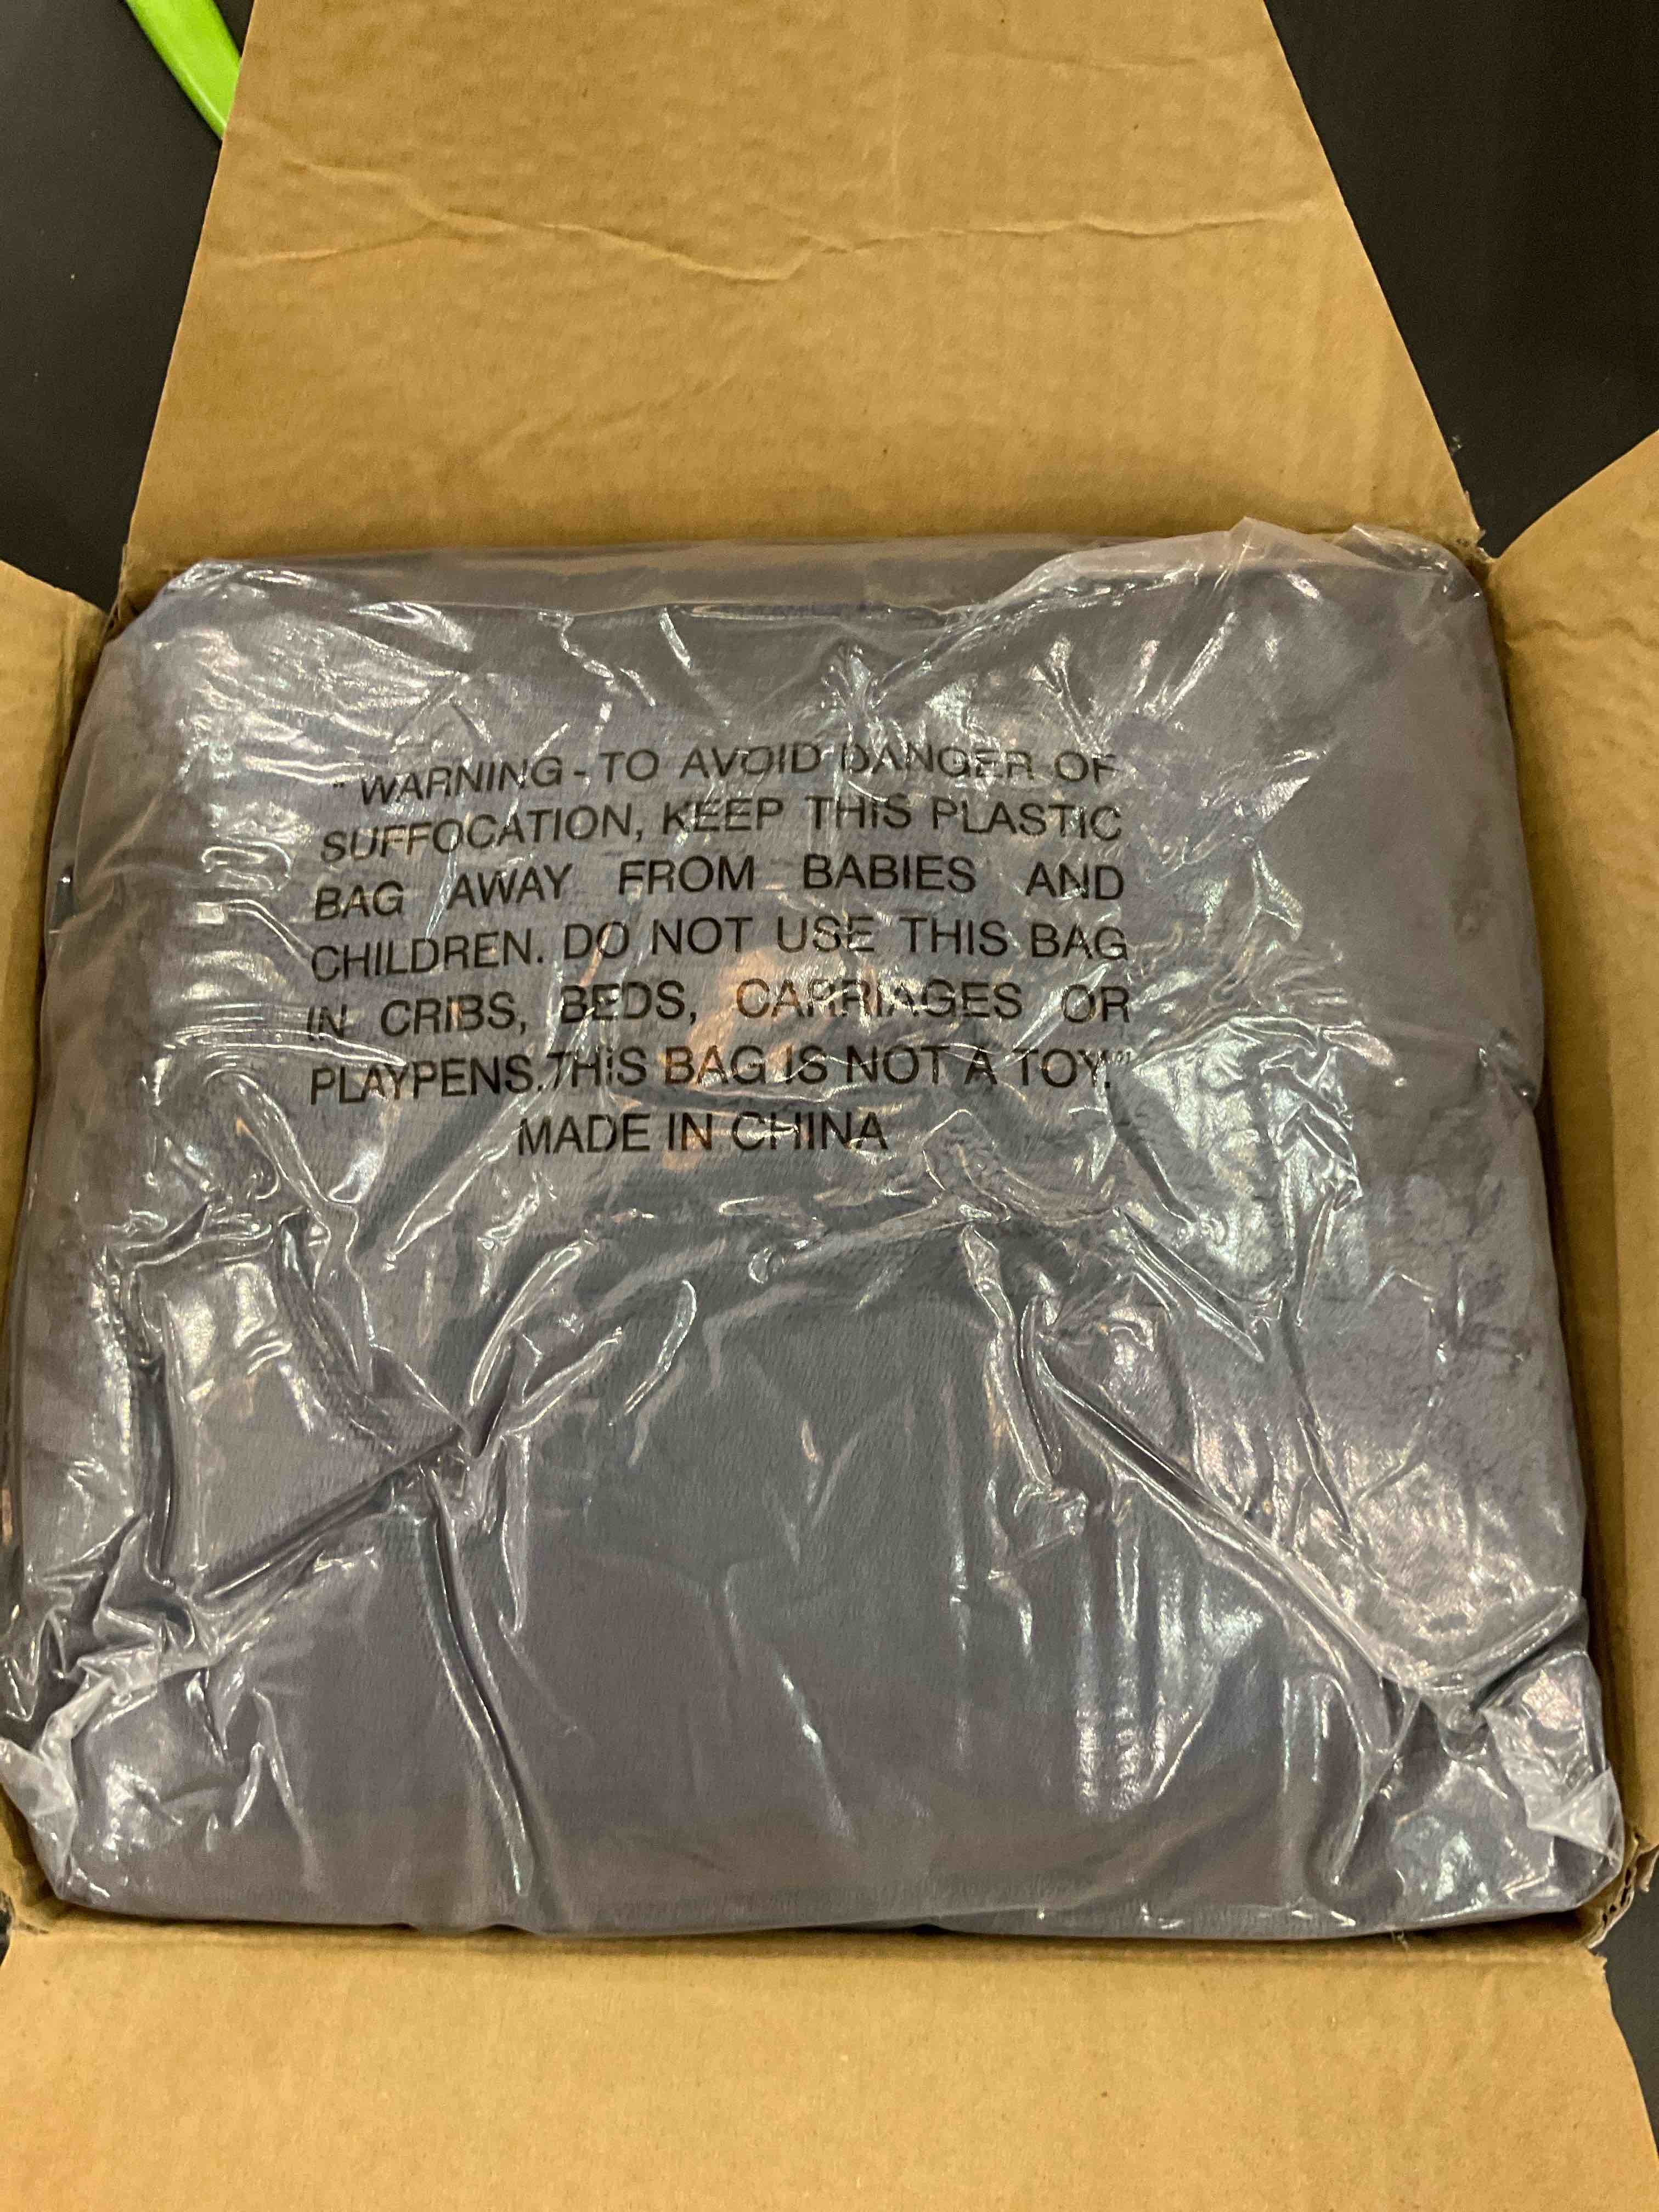 "WARNING-TO AVOID DANGER OF
SUFFOCATION, KEEP THIS PLASTIC
BAG AWAY FROM BABIES AND
CHILDREN. DO NOT USE THIS BAG
IN CRIBS, BEDS, CARRIAGES OR
PLAYPENS.THIS BAG IS NOT A TOY."
MADE IN CHINA